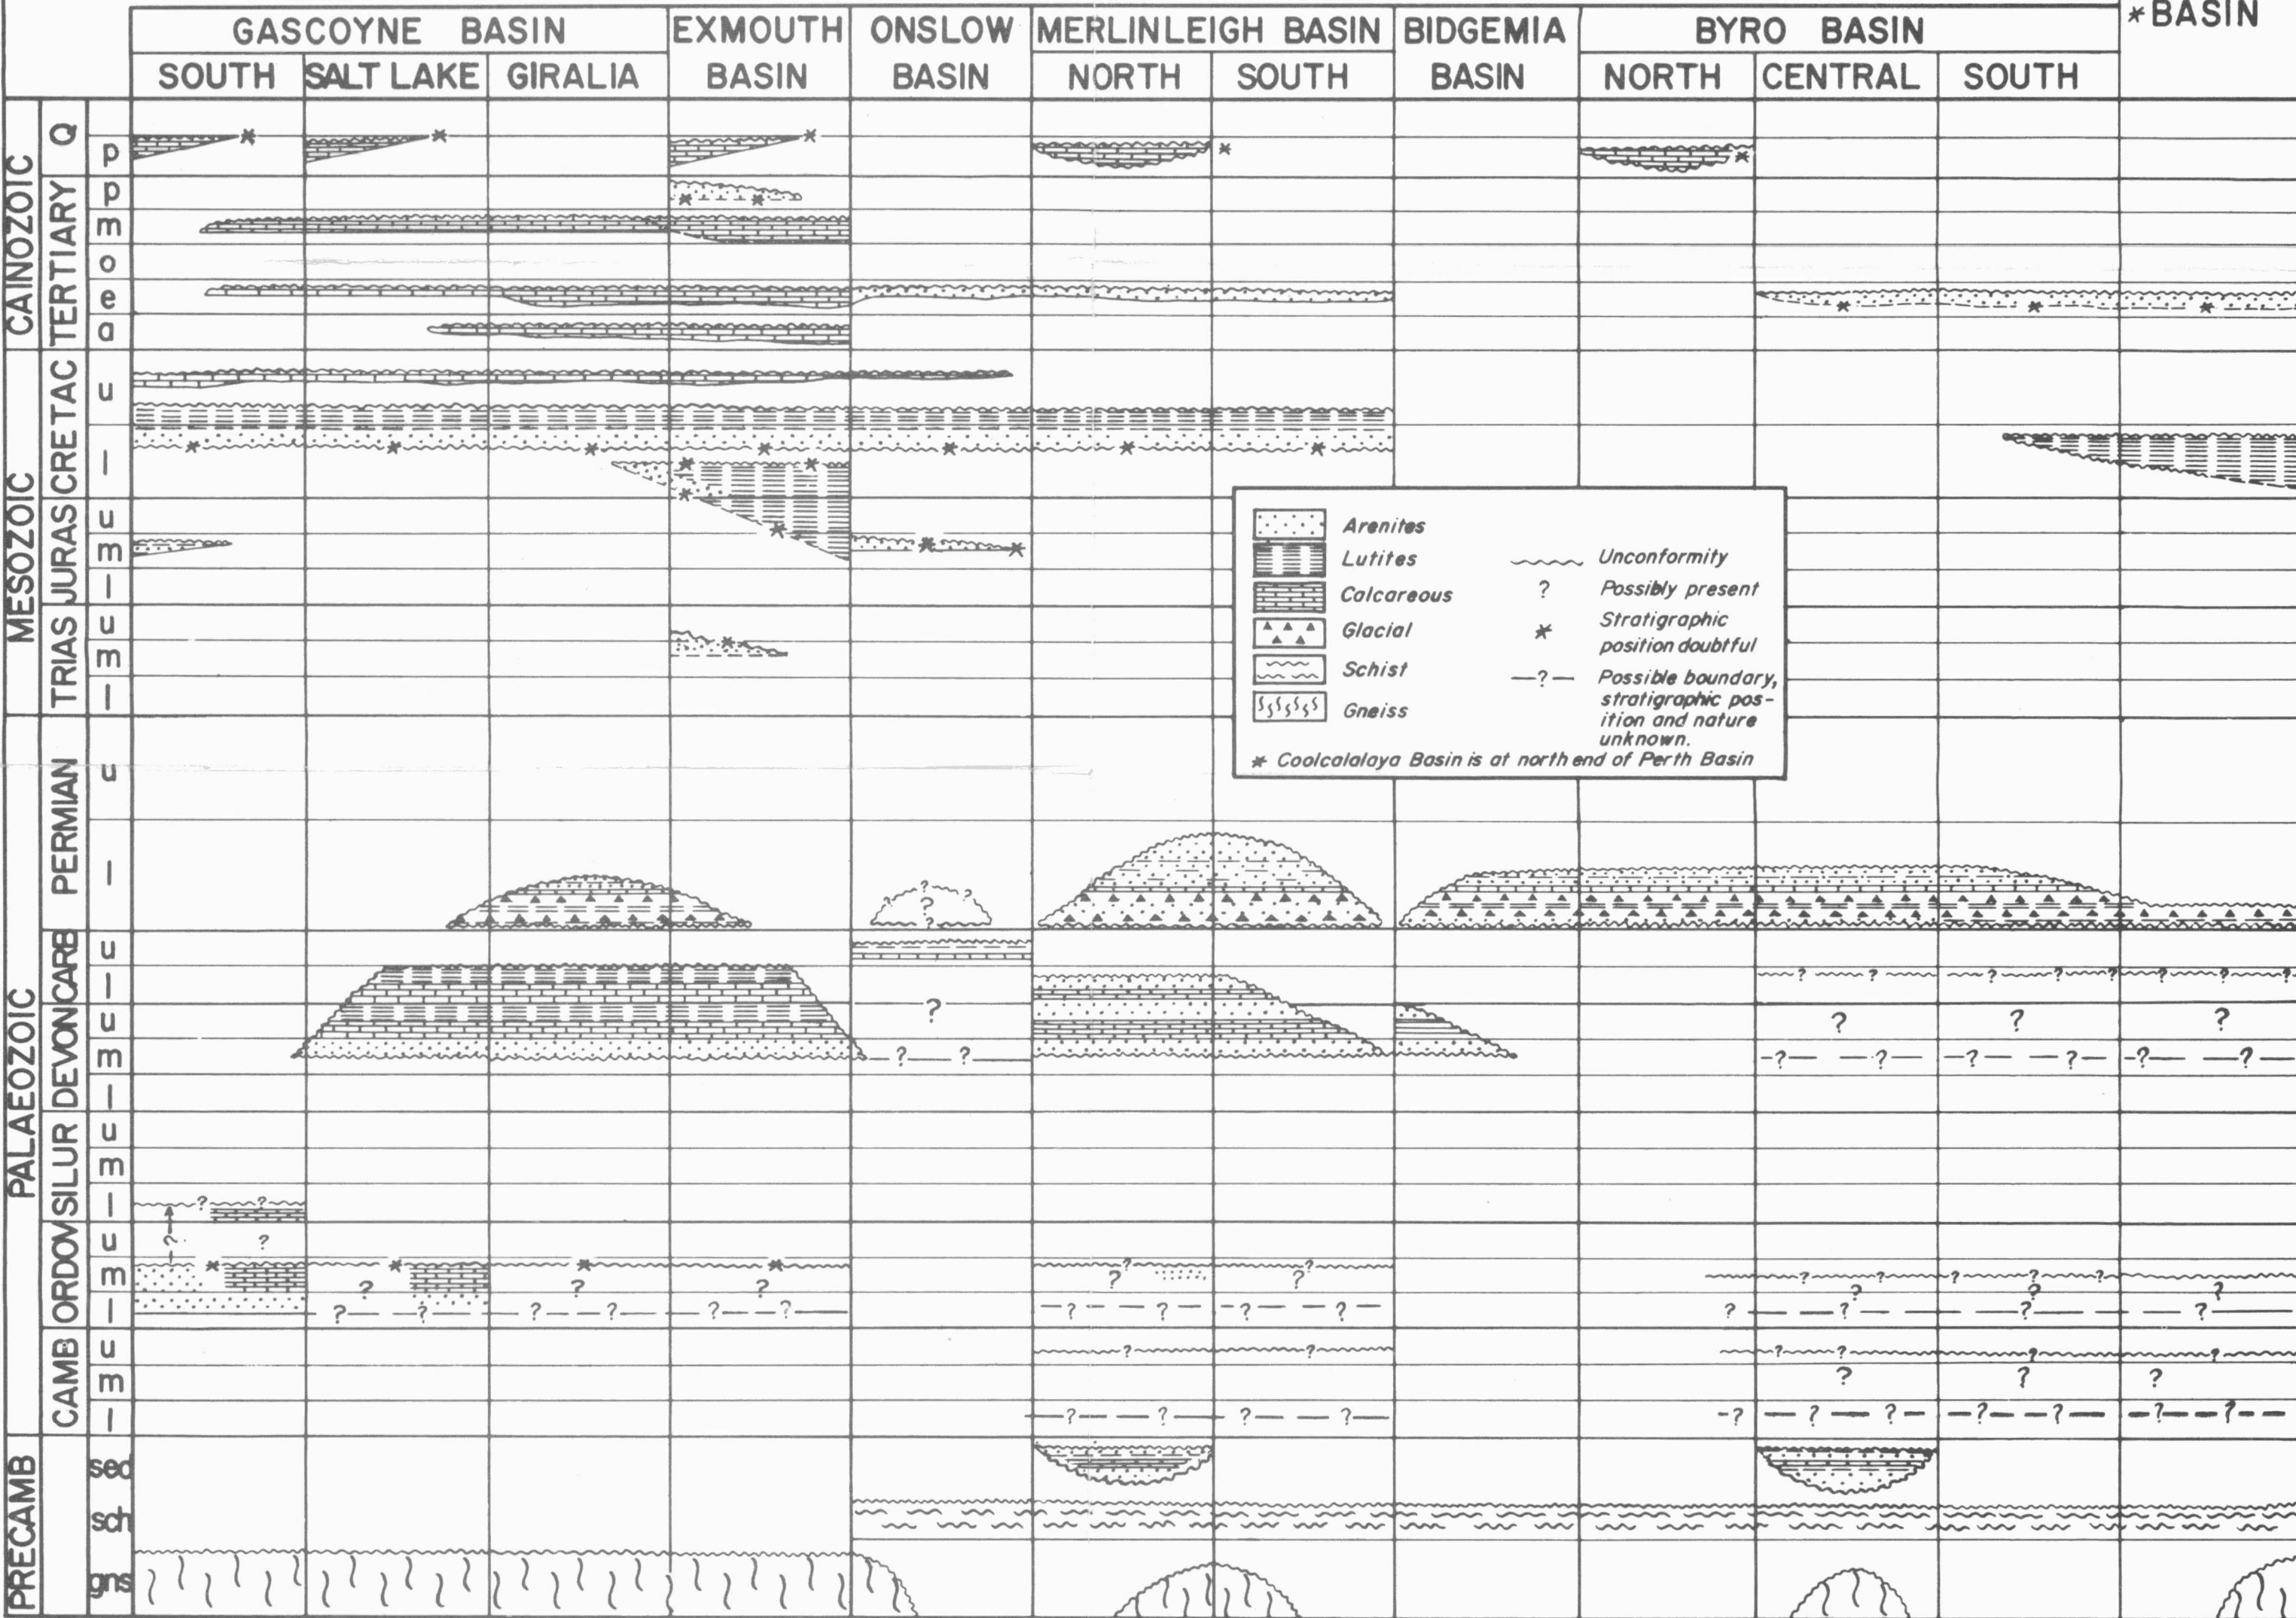 GASCOYNE BASIN EXMOUTH ONSLOW MERLINLEIGH BASIN BIDGEMIA BYRO BASIN *BASIN
SOUTH SALT LAKE GIRALIA BASIN BASIN NORTH SOUTH BASIN NORTH CENTRAL SOUTH
CAINOZOIC
Q
p
TERTIARY
p
m
o
e
a
MESOZOIC
CRETAC
u
l
JURAS
u
m
l
TRIAS
u
m
l
PALAEOZOIC
PERMIAN
u
l
CARB
u
l
DEVON
u
m
l
SILUR
u
m
l
ORDOV
u
m
l
CAMB
u
m
l
PRECAMB
sed
sch
gns
Arenites
Lutites
Calcareous
Glacial
Schist
Gneiss
Unconformity
? Possibly present
* Stratigraphic
position doubtful
—?— Possible boundary,
stratigraphic pos-
ition and nature
unknown.
* Coolcalalaya Basin is at north end of Perth Basin